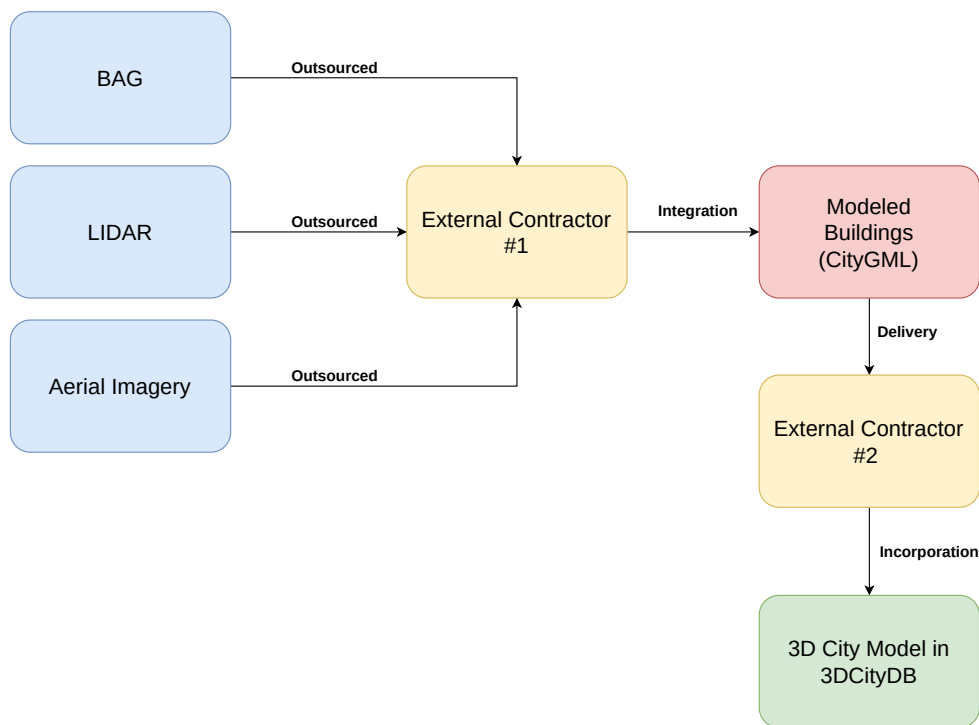 BAG
Outsourced
LIDAR
Outsourced
Aerial Imagery
Outsourced
External Contractor
#1
Integration
Modeled
Buildings
(CityGML)
Delivery
External Contractor
#2
Incorporation
3D City Model in
3DCityDB